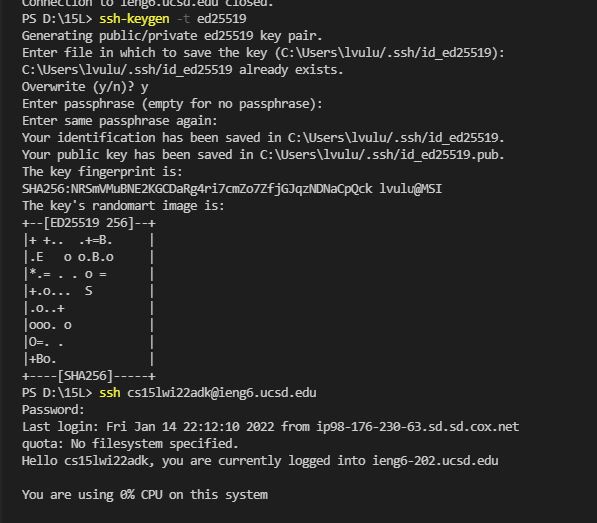 Connection to ieng6.ucsd.edu closed.
PS D:\15L> ssh-keygen -t ed25519
Generating public/private ed25519 key pair.
Enter file in which to save the key (C:\Users\lvulu/.ssh/id_ed25519):
C:\Users\lvulu/.ssh/id_ed25519 already exists.
Overwrite (y/n)? y
Enter passphrase (empty for no passphrase):
Enter same passphrase again:
Your identification has been saved in C:\Users\lvulu/.ssh/id_ed25519.
Your public key has been saved in C:\Users\lvulu/.ssh/id_ed25519.pub.
The key fingerprint is:
SHA256:NRSmVMuBNE2KGCDaRg4ri7cmZo7ZfjGJqzNDNaCpQck lvulu@MSI
The key's randomart image is:
+--[ED25519 256]--+
|+ +..  .+=B.     |
|.E   o o.B.o     |
|*.= . . o =      |
|+.o...  S        |
|.o..+            |
|ooo. o           |
|O=. .            |
|+Bo.             |
+----[SHA256]-----+
PS D:\15L> ssh cs15lwi22adk@ieng6.ucsd.edu
Password:
Last login: Fri Jan 14 22:12:10 2022 from ip98-176-230-63.sd.sd.cox.net
quota: No filesystem specified.
Hello cs15lwi22adk, you are currently logged into ieng6-202.ucsd.edu
You are using 0% CPU on this system